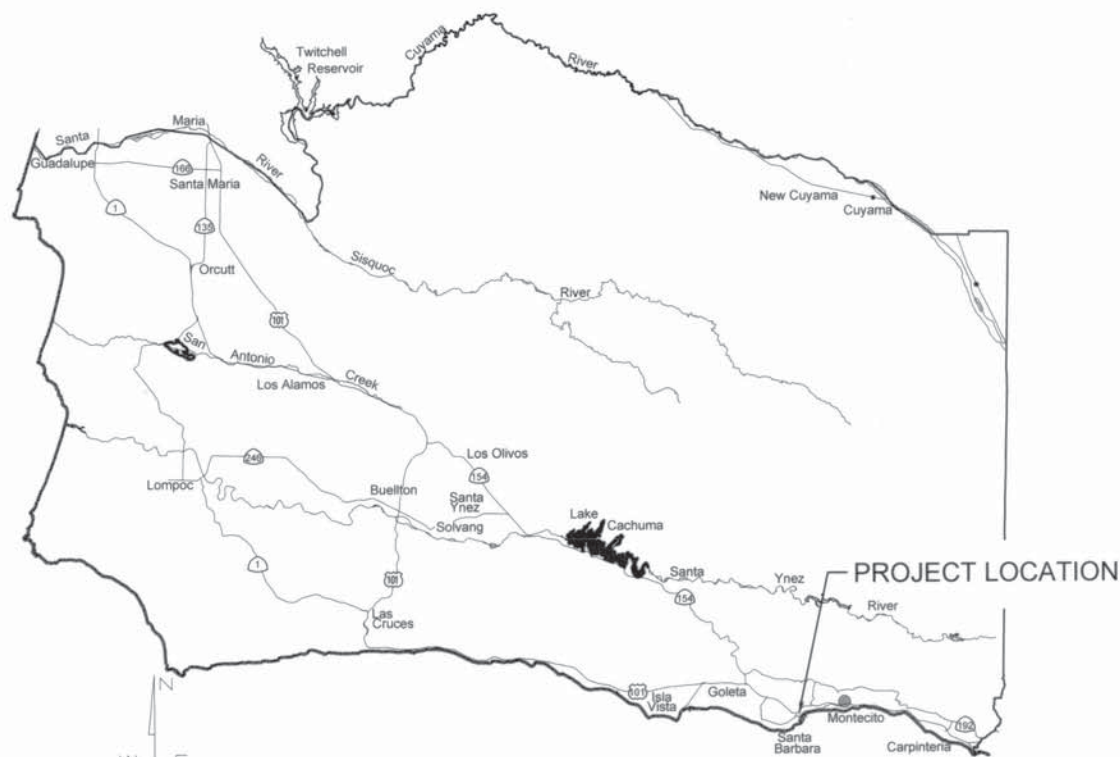 Twitchell
Reservoir
Cuyama
River
Santa
Maria
River
Guadalupe
166
Santa Maria
1
135
Orcutt
New Cuyama
Cuyama
Sisquoc
River
101
San
Antonio
Creek
Los Alamos
Los Olivos
246
154
Lompoc
Buellton
Santa
Ynez
Solvang
Lake
Cachuma
1
101
Santa
Ynez
River
PROJECT LOCATION
154
Las
Cruces
101
Isla
Vista
Goleta
Montecito
192
Santa
Barbara
Carpinteria
N